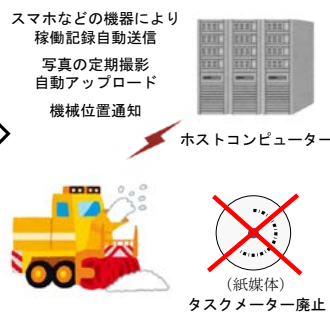 スマホなどの機器により
稼働記録自動送信
写真の定期撮影
自動アップロード
機械位置通知
ホストコンピューター
(紙媒体)
タスクメーター廃止